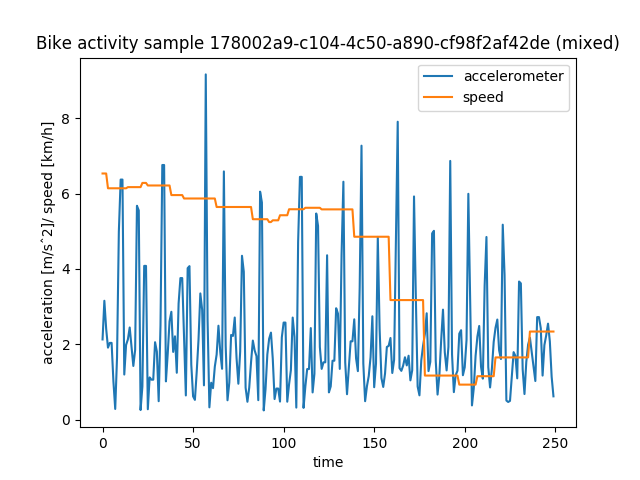 Bike activity sample 178002a9-c104-4c50-a890-cf98f2af42de (mixed)
accelerometer
speed
acceleration [m/s^2]/ speed [km/h]
8
6
4
2
0
0 50 100 150 200 250
time